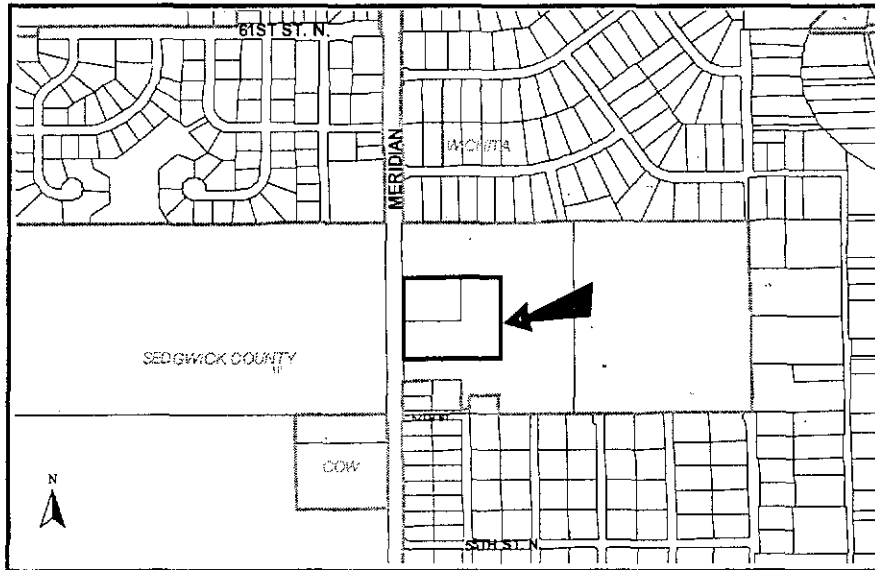 61ST ST. N.
MERIDIAN
WICHITA
SEDGWICK COUNTY
COW
N
55TH ST. N